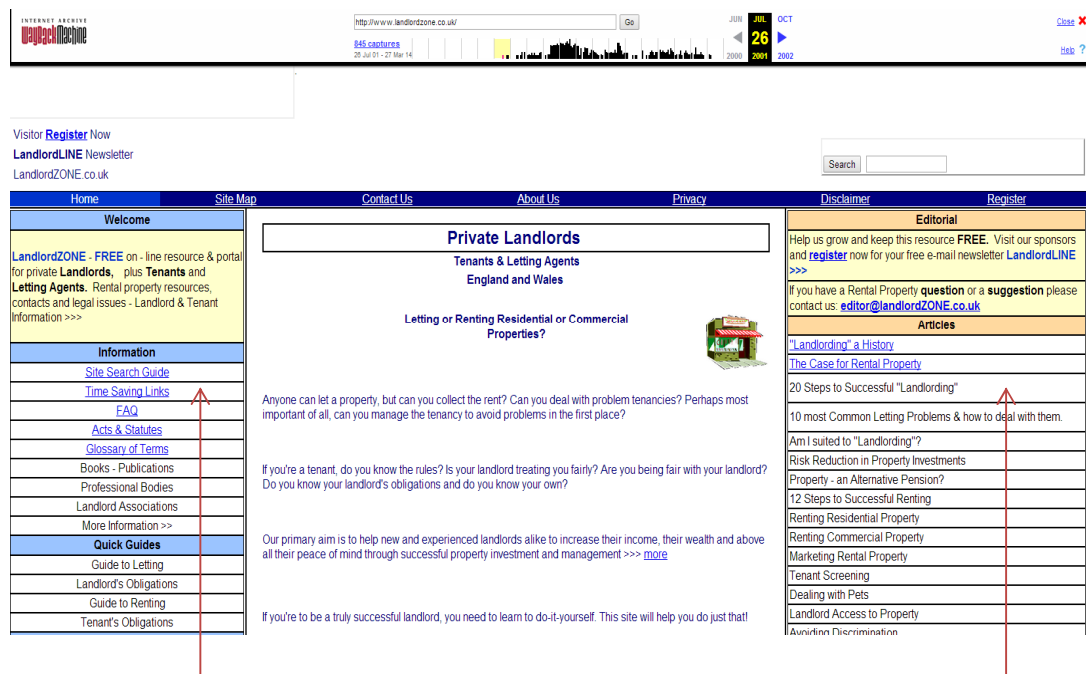 INTERNET ARCHIVE
WayBackMachine
http://www.landlordzone.co.uk/
Go
845 captures
26 Jul 01 - 27 Mar 14
JUN JUL OCT
26
2000 2001 2002
Close
Help ?
Visitor Register Now
LandlordLINE Newsletter
LandlordZONE.co.uk
Search
Home Site Map Contact Us About Us Privacy Disclaimer Register
Welcome
LandlordZONE - FREE on - line resource & portal
for private Landlords, plus Tenants and
Letting Agents. Rental property resources,
contacts and legal issues - Landlord & Tenant
Information >>>
Information
Site Search Guide
Time Saving Links
FAQ
Acts & Statutes
Glossary of Terms
Books - Publications
Professional Bodies
Landlord Associations
More Information >>
Quick Guides
Guide to Letting
Landlord's Obligations
Guide to Renting
Tenant's Obligations
Private Landlords
Tenants & Letting Agents
England and Wales
Letting or Renting Residential or Commercial
Properties?
Anyone can let a property, but can you collect the rent? Can you deal with problem tenancies? Perhaps most
important of all, can you manage the tenancy to avoid problems in the first place?
If you're a tenant, do you know the rules? Is your landlord treating you fairly? Are you being fair with your landlord?
Do you know your landlord's obligations and do you know your own?
Our primary aim is to help new and experienced landlords alike to increase their income, their wealth and above
all their peace of mind through successful property investment and management >>> more
If you're to be a truly successful landlord, you need to learn to do-it-yourself. This site will help you do just that!
Editorial
Help us grow and keep this resource FREE. Visit our sponsors
and register now for your free e-mail newsletter LandlordLINE
>>>
If you have a Rental Property question or a suggestion please
contact us: editor@landlordZONE.co.uk
Articles
"Landlording" a History
The Case for Rental Property
20 Steps to Successful "Landlording"
10 most Common Letting Problems & how to deal with them.
Am I suited to "Landlording"?
Risk Reduction in Property Investments
Property - an Alternative Pension?
12 Steps to Successful Renting
Renting Residential Property
Renting Commercial Property
Marketing Rental Property
Tenant Screening
Dealing with Pets
Landlord Access to Property
Avoiding Discrimination